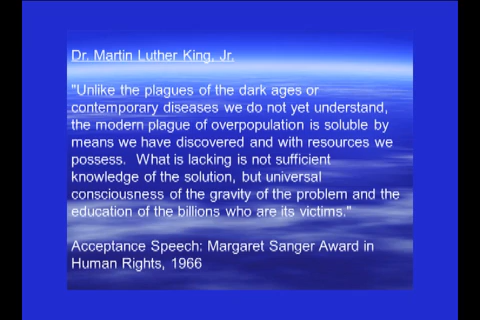 Dr. Martin Luther King, Jr.
"Unlike the plagues of the dark ages or
contemporary diseases we do not yet understand,
the modern plague of overpopulation is soluble by
means we have discovered and with resources we
possess.  What is lacking is not sufficient
knowledge of the solution, but universal
consciousness of the gravity of the problem and the
education of the billions who are its victims."
Acceptance Speech: Margaret Sanger Award in
Human Rights, 1966